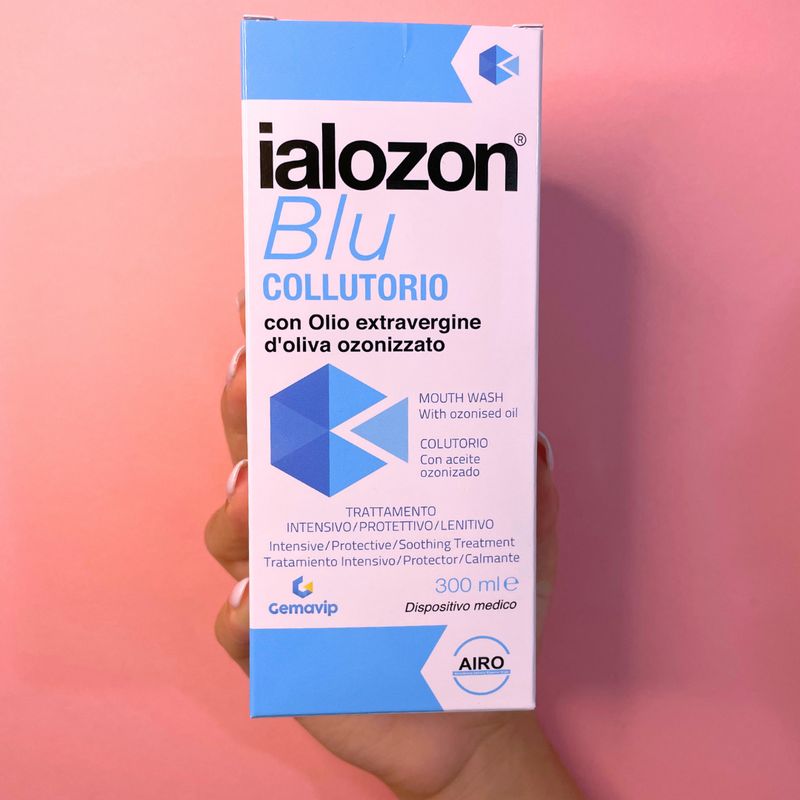 ialozon®
Blu
COLLUTORIO
con Olio extravergine
d'oliva ozonizzato
MOUTH WASH
With ozonised oil
COLUTORIO
Con aceite
ozonizado
TRATTAMENTO
INTENSIVO/PROTETTIVO/LENITIVO
Intensive/Protective/Soothing Treatment
Tratamiento Intensivo/Protector/Calmante
Gemavip
300 ml ℮
Dispositivo medico
AIRO